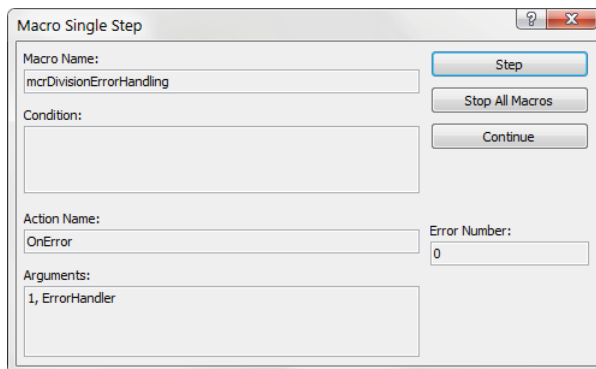 Macro Single Step
?
X
Macro Name:
mcrDivisionErrorHandling
Step
Stop All Macros
Condition:
Continue
Action Name:
OnError
Error Number:
0
Arguments:
1, ErrorHandler